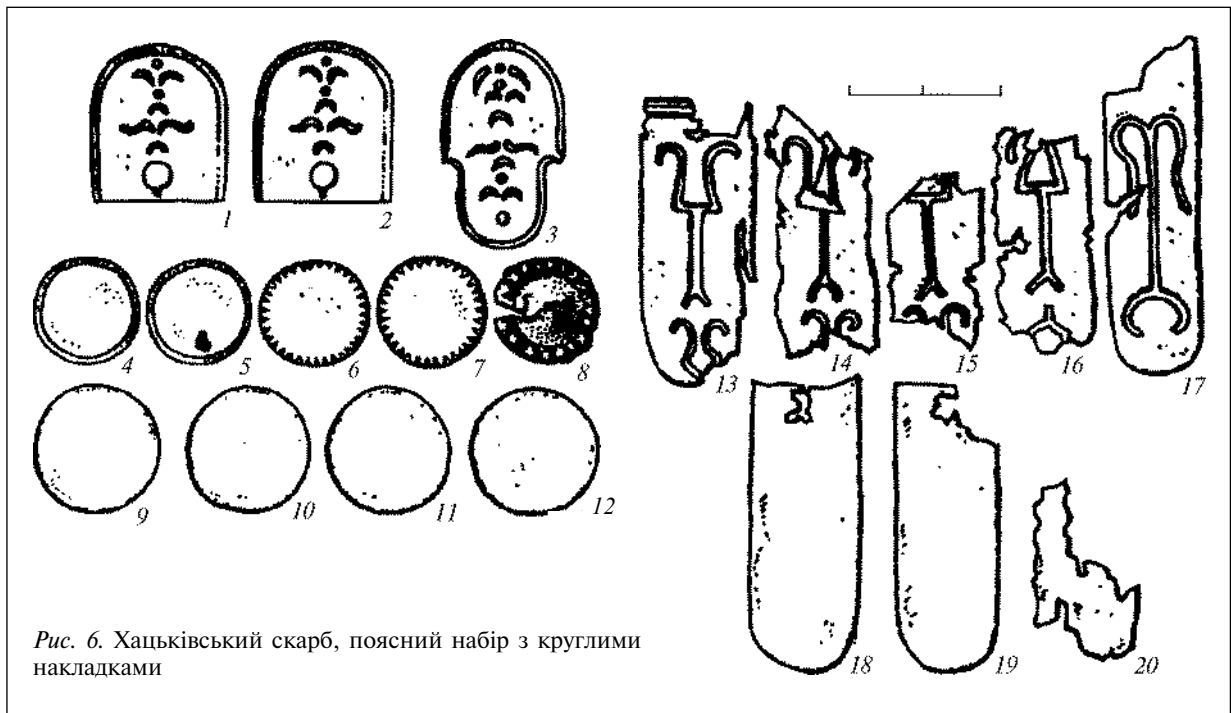 1 2 3
4 5 6 7 8
9 10 11 12
13 14 15 16 17
18 19 20
Рис. 6. Хацьківський скарб, поясний набір з круглими
накладками